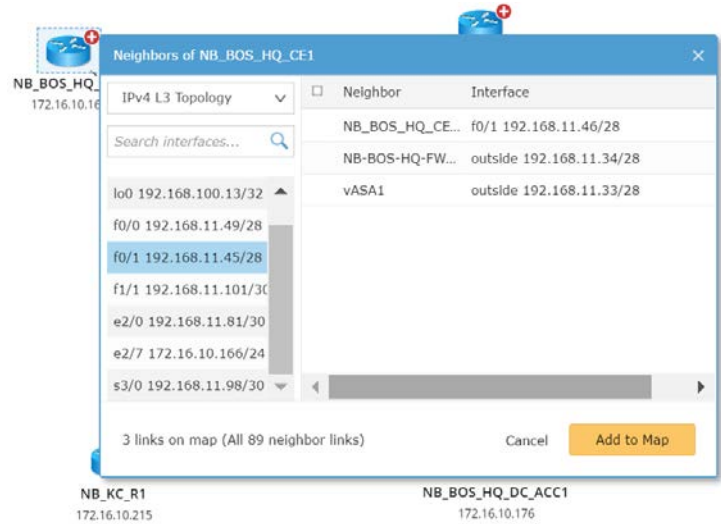 Neighbors of NB_BOS_HQ_CE1
NB_BOS_HQ_
172.16.10.16
IPv4 L3 Topology
Search interfaces...
lo0 192.168.100.13/32
f0/0 192.168.11.49/28
f0/1 192.168.11.45/28
f1/1 192.168.11.101/30
e2/0 192.168.11.81/30
e2/7 172.16.10.166/24
s3/0 192.168.11.98/30
Neighbor Interface
NB_BOS_HQ_CE... f0/1 192.168.11.46/28
NB-BOS-HQ-FW... outside 192.168.11.34/28
vASA1 outside 192.168.11.33/28
3 links on map (All 89 neighbor links)
Cancel
Add to Map
NB_KC_R1
172.16.10.215
NB_BOS_HQ_DC_ACC1
172.16.10.176